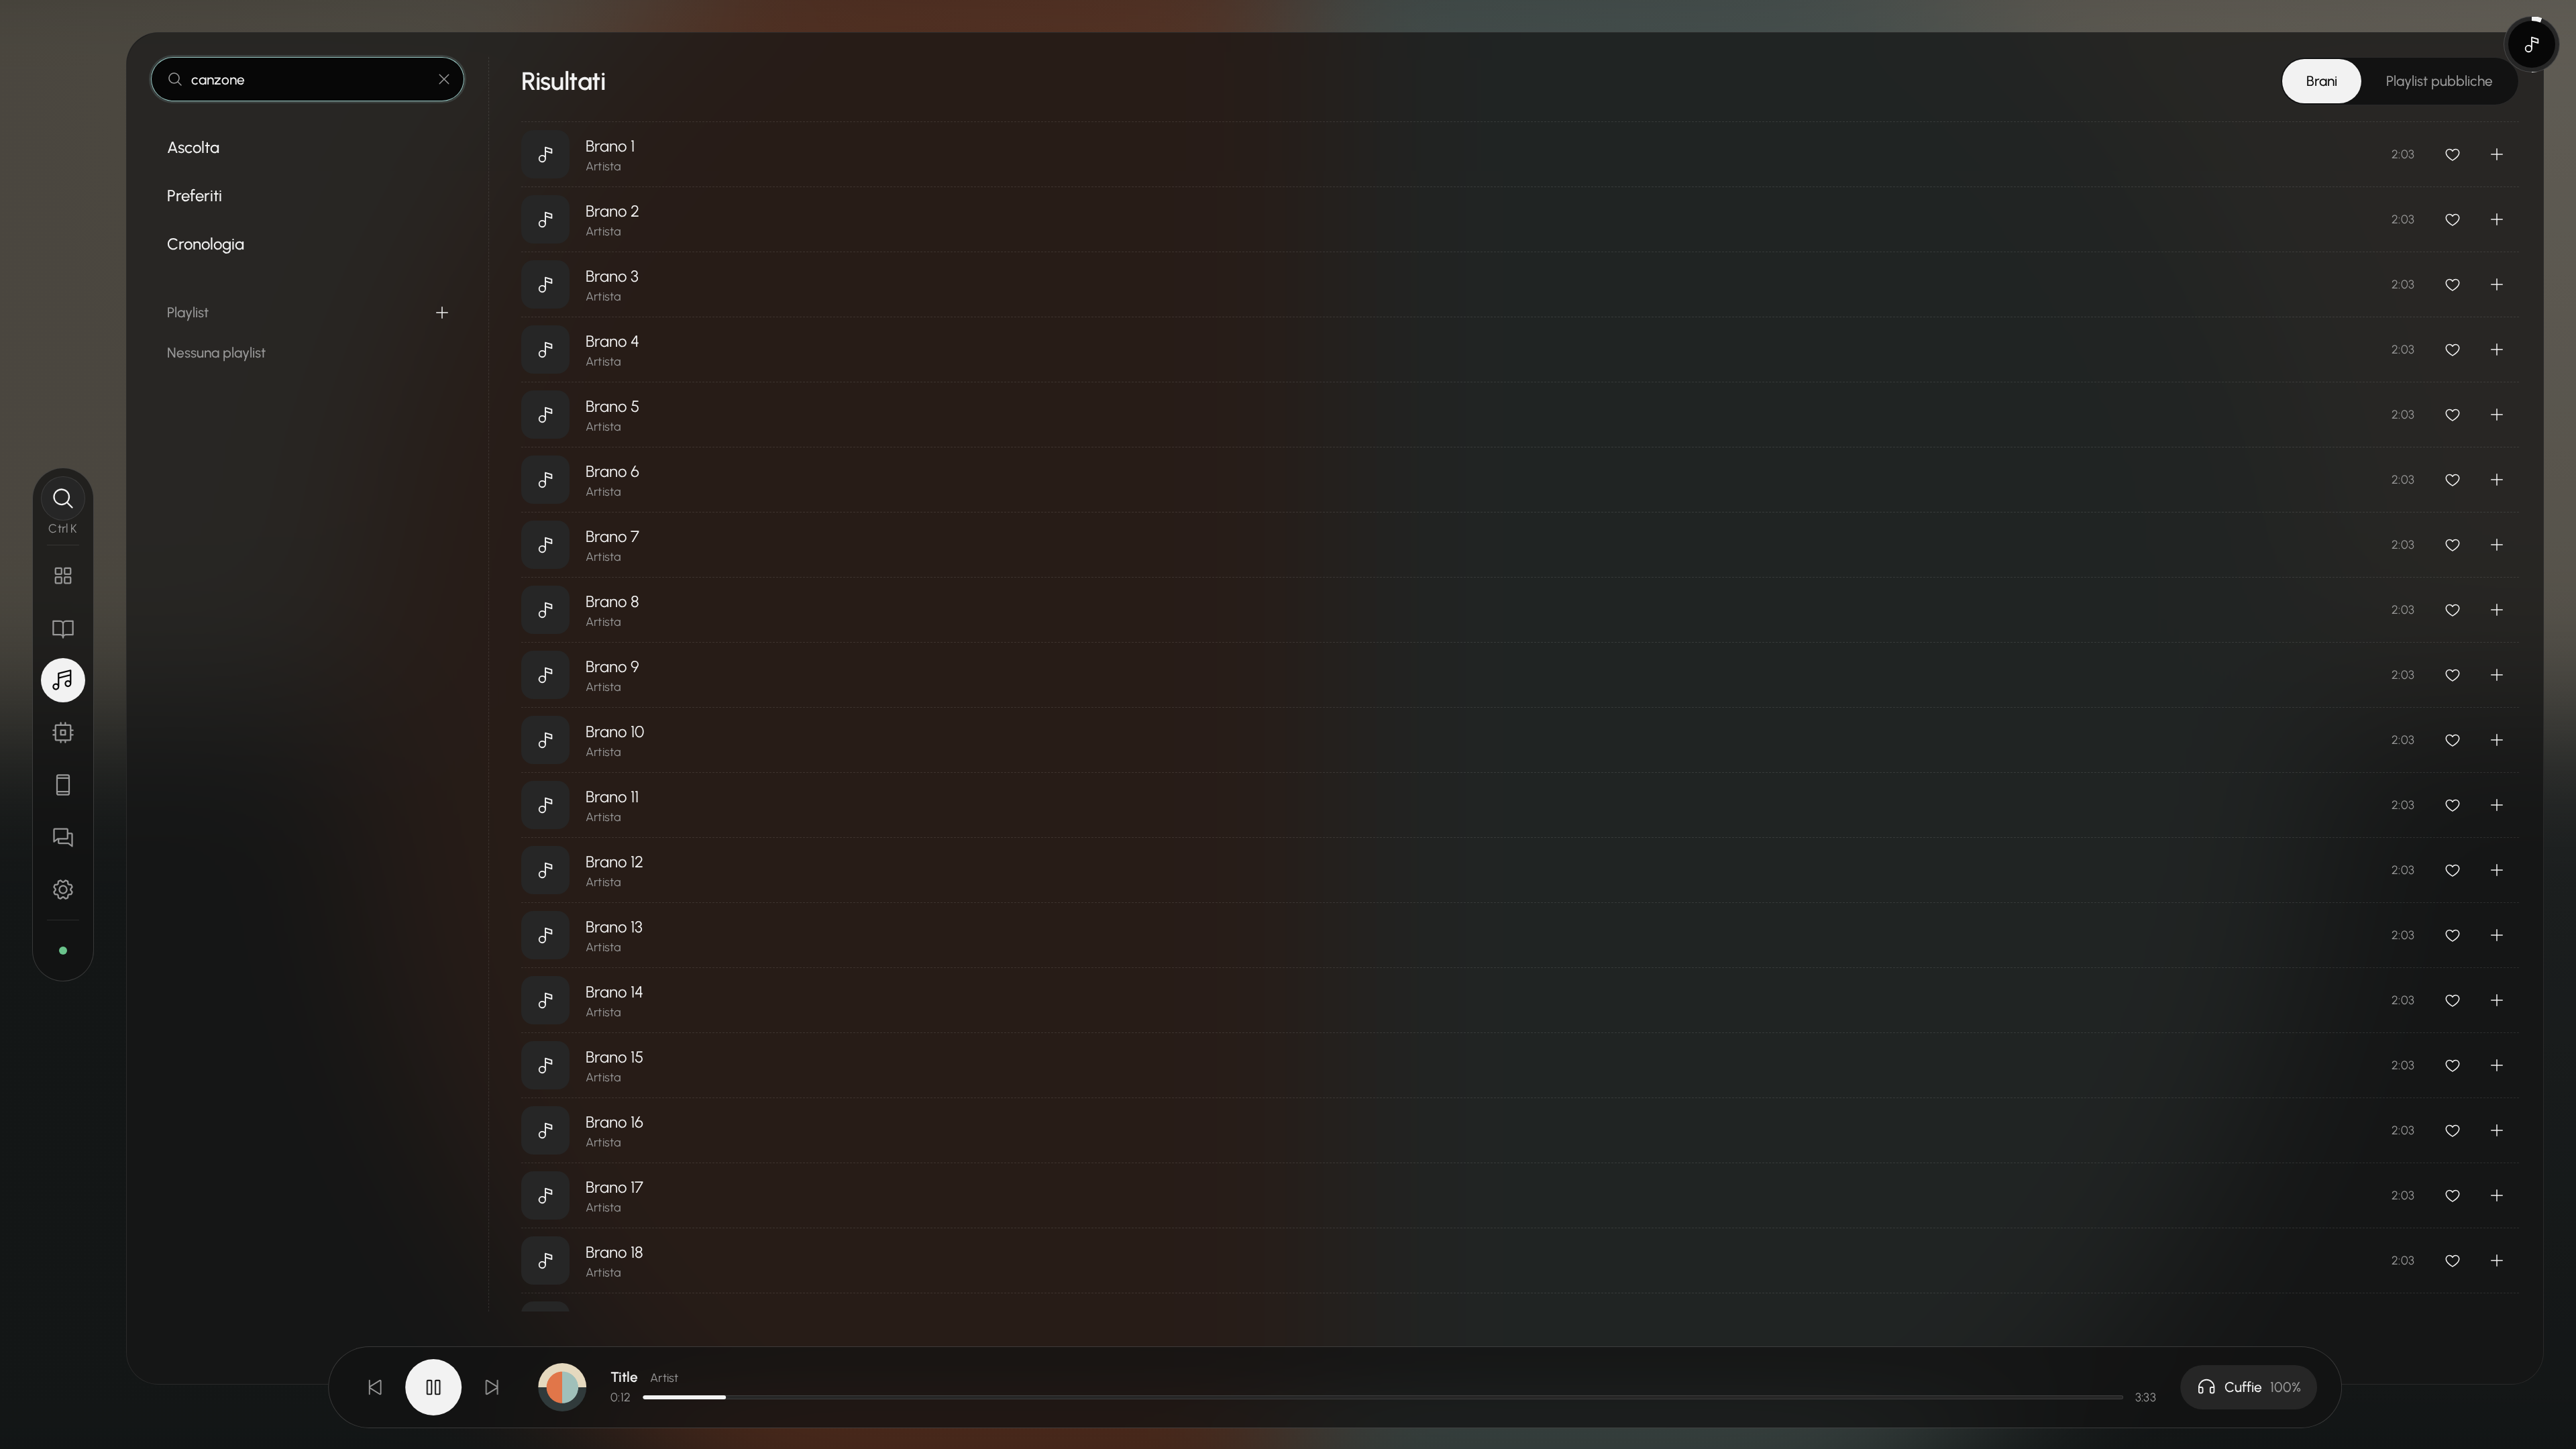 canzone
Ascolta
Preferiti
Cronologia
Playlist
Nessuna playlist
Ctrl K
Risultati
Brani
Playlist pubbliche
Brano 1
Artista
2:03
Brano 2
Artista
2:03
Brano 3
Artista
2:03
Brano 4
Artista
2:03
Brano 5
Artista
2:03
Brano 6
Artista
2:03
Brano 7
Artista
2:03
Brano 8
Artista
2:03
Brano 9
Artista
2:03
Brano 10
Artista
2:03
Brano 11
Artista
2:03
Brano 12
Artista
2:03
Brano 13
Artista
2:03
Brano 14
Artista
2:03
Brano 15
Artista
2:03
Brano 16
Artista
2:03
Brano 17
Artista
2:03
Brano 18
Artista
2:03
Title Artist
0:12
3:33
Cuffie 100%